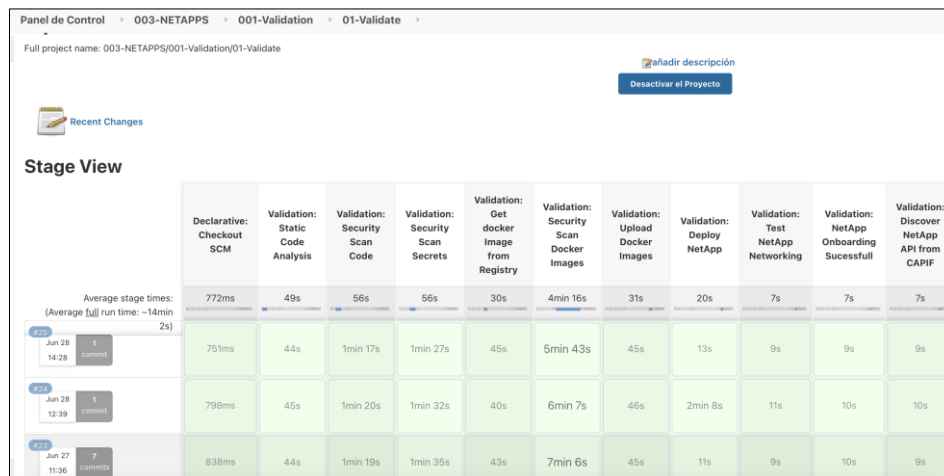 Panel de Control 003-NETAPPS 001-Validation 01-Validate
Full project name: 003-NETAPPS/001-Validation/01-Validate
añadir descripción
Desactivar el Proyecto
Recent Changes
Stage View
Declarative: Checkout SCM
Validation: Static Code Analysis
Validation: Security Scan Code
Validation: Security Scan Secrets
Validation: Get docker Image from Registry
Validation: Security Scan Docker Images
Validation: Upload Docker Images
Validation: Deploy NetApp
Validation: Test NetApp Networking
Validation: NetApp Onboarding Sucessfull
Validation: Discover NetApp API from CAPIF
Average stage times: 772ms 49s 56s 56s 30s 4min 16s 31s 20s 7s 7s 7s
(Average full run time: ~14min
2s)
#25
Jun 28 14:28 1 commit 751ms 44s 1min 17s 1min 27s 45s 5min 43s 45s 13s 9s 9s 9s
#24
Jun 28 12:39 1 commit 798ms 45s 1min 20s 1min 32s 40s 6min 7s 46s 2min 8s 11s 10s 10s
#23
Jun 27 11:36 7 commits 838ms 44s 1min 19s 1min 35s 43s 7min 6s 45s 11s 9s 10s 9s